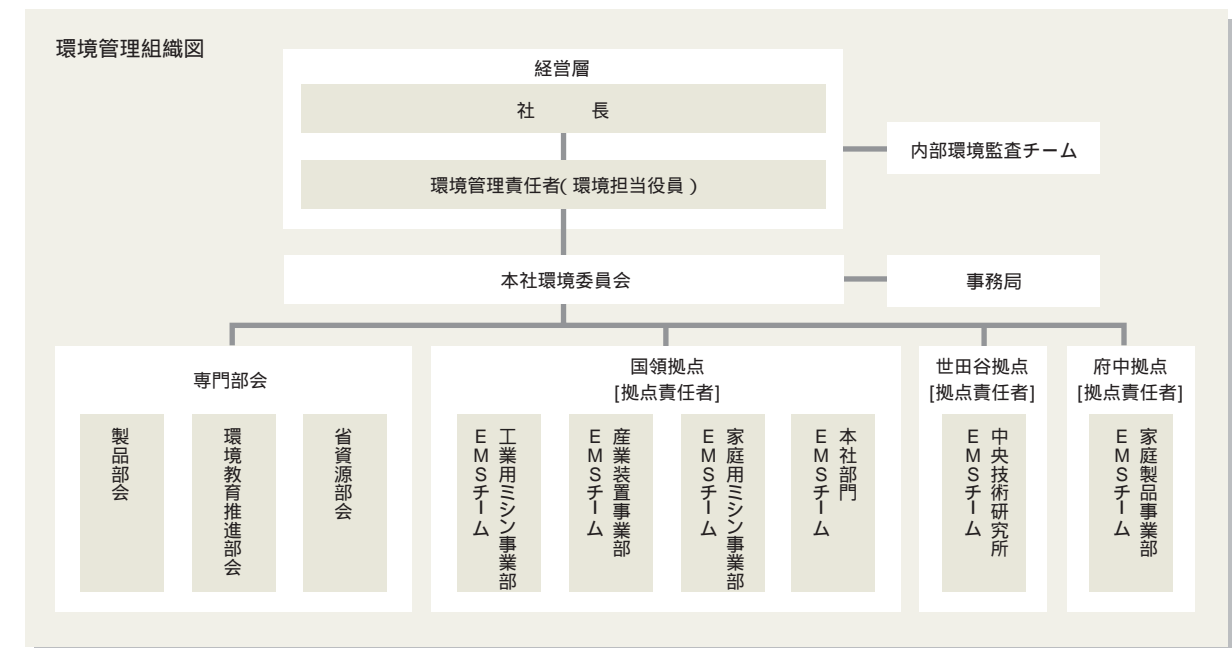 環境管理組織図
経営層
社　　長
環境管理責任者(環境担当役員)
内部環境監査チーム
本社環境委員会
事務局
専門部会
製品部会
環境教育推進部会
省資源部会
国領拠点
[拠点責任者]
工業用ミシン事業部
EMSチーム
産業装置事業部
EMSチーム
家庭用ミシン事業部
EMSチーム
本社部門
EMSチーム
世田谷拠点
[拠点責任者]
中央技術研究所
EMSチーム
府中拠点
[拠点責任者]
家庭製品事業部
EMSチーム